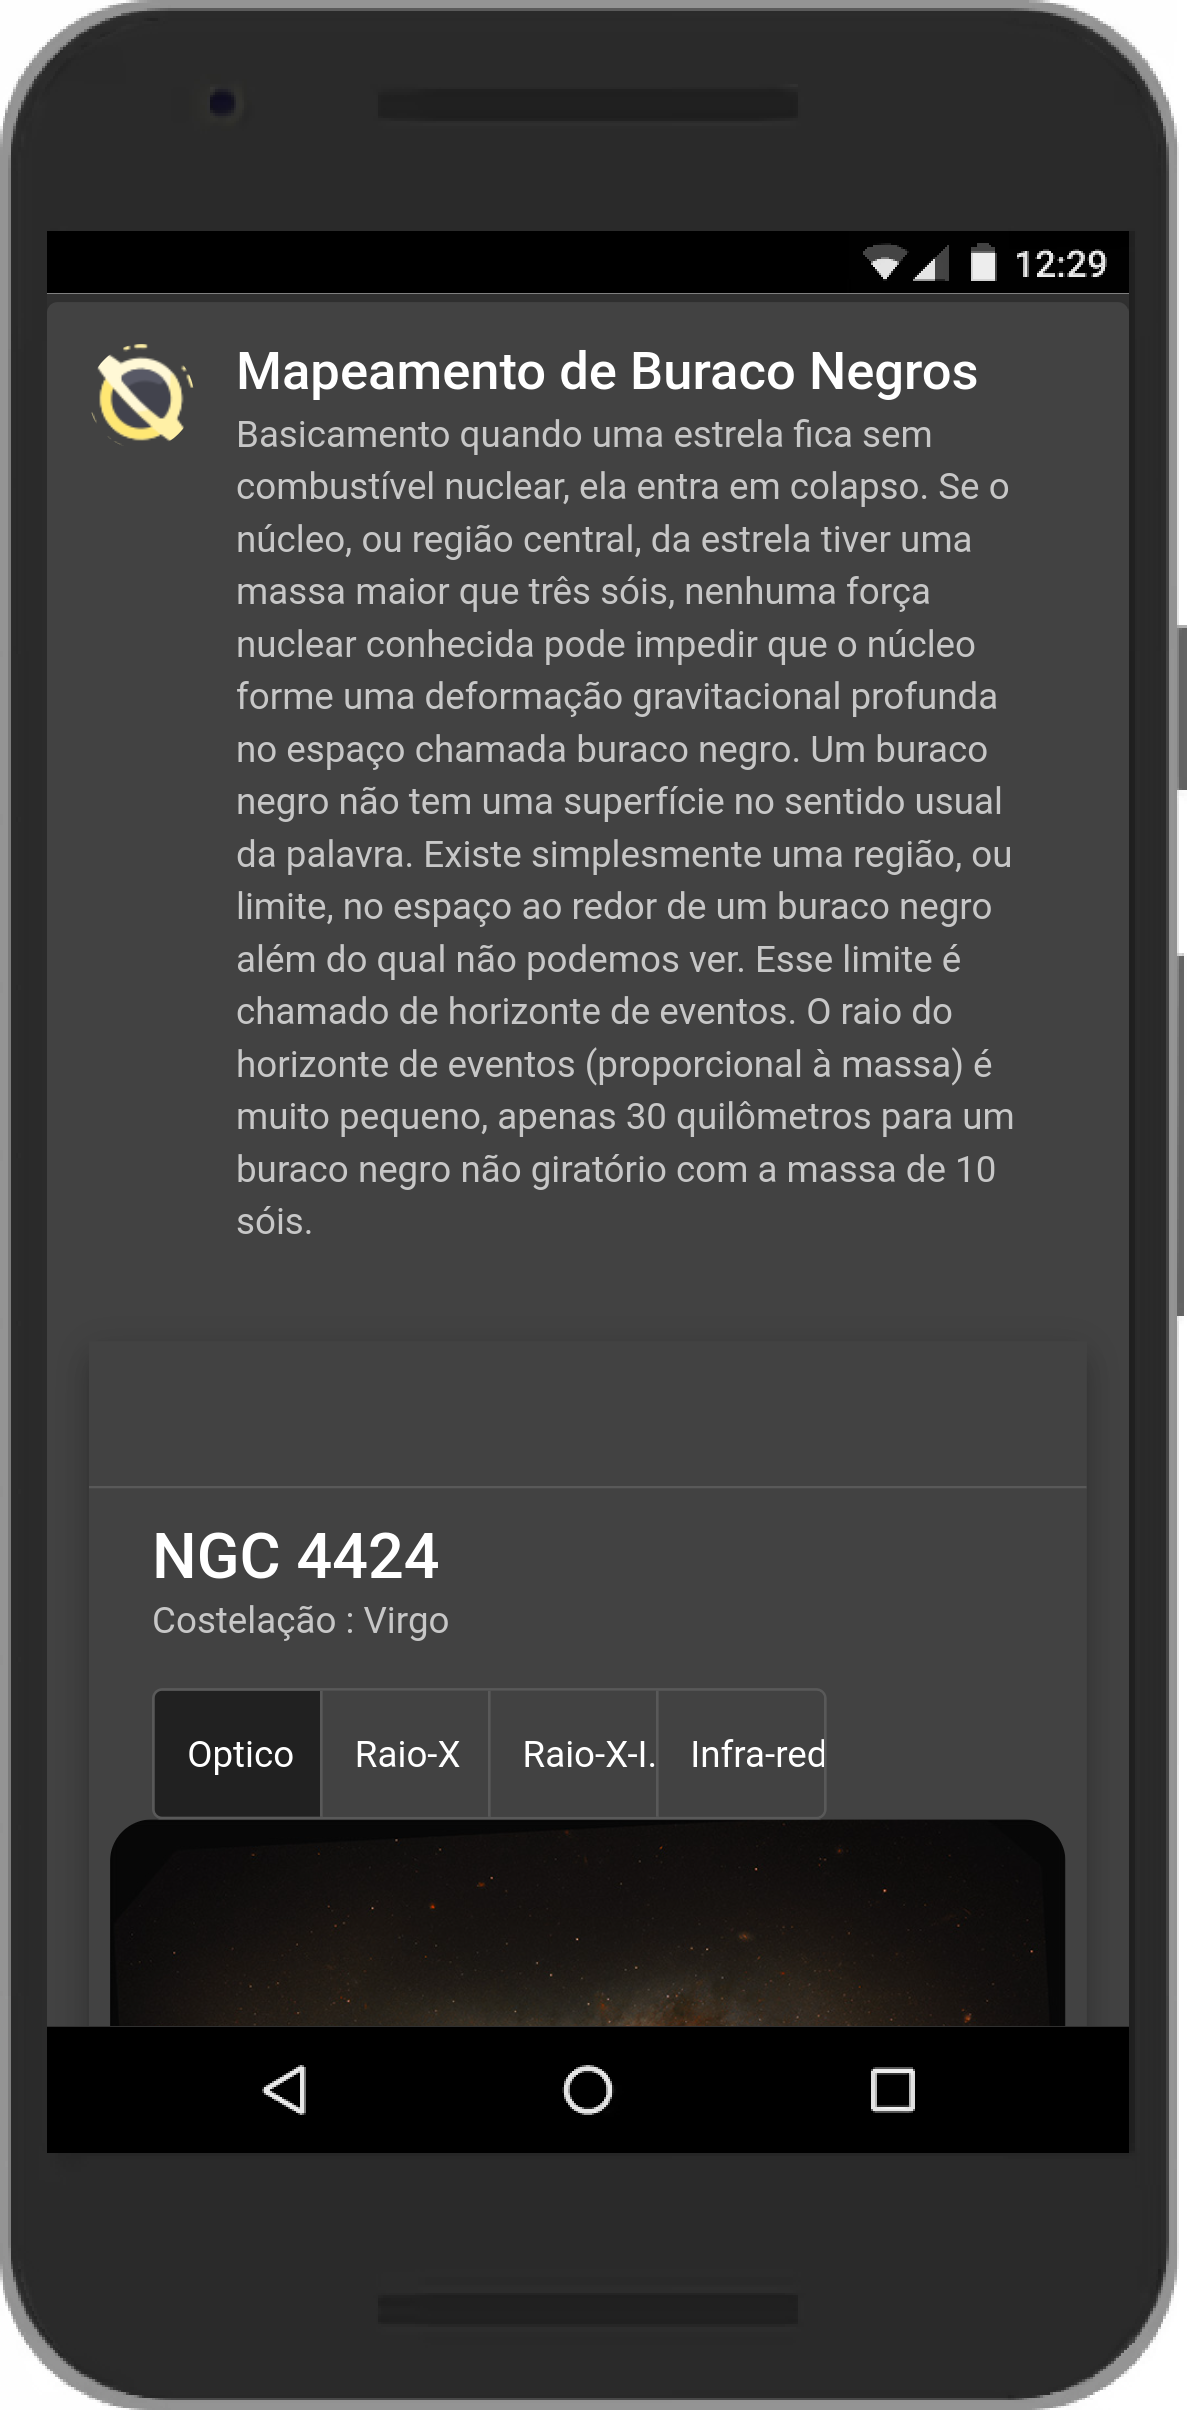 12:29
Mapeamento de Buraco Negros
Basicamento quando uma estrela fica sem
combustível nuclear, ela entra em colapso. Se o
núcleo, ou região central, da estrela tiver uma
massa maior que três sóis, nenhuma força
nuclear conhecida pode impedir que o núcleo
forme uma deformação gravitacional profunda
no espaço chamada buraco negro. Um buraco
negro não tem uma superfície no sentido usual
da palavra. Existe simplesmente uma região, ou
limite, no espaço ao redor de um buraco negro
além do qual não podemos ver. Esse limite é
chamado de horizonte de eventos. O raio do
horizonte de eventos (proporcional à massa) é
muito pequeno, apenas 30 quilômetros para um
buraco negro não giratório com a massa de 10
sóis.
NGC 4424
Costelação : Virgo
Optico Raio-X Raio-X-I. Infra-red